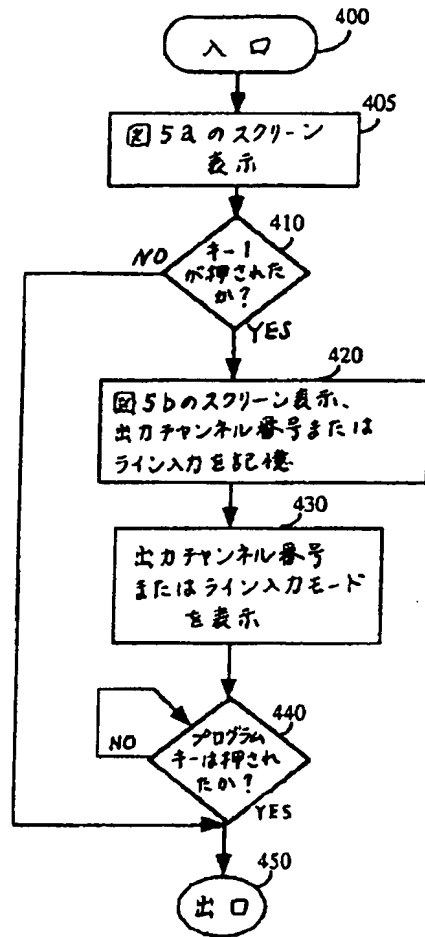 400
入口
405
図5aのスクリーン
表示
410
キー1
が押された
か?
NO
YES
420
図5bのスクリーン表示、
出力チャンネル番号または
ライン入力を記憶
430
出力チャンネル番号
またはライン入力モード
を表示
440
プログラム
キーは押され
たか?
NO
YES
450
出口